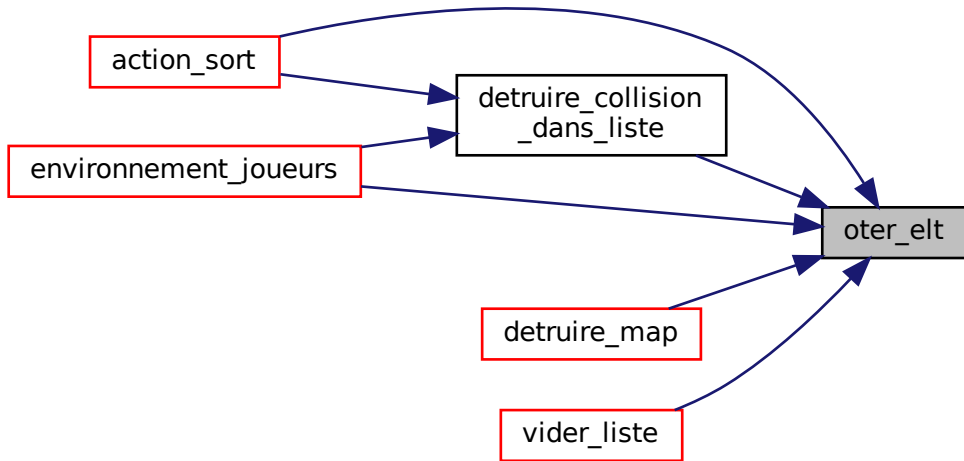 action_sort
detruire_collision
_dans_liste
environnement_joueurs
oter_elt
detruire_map
vider_liste